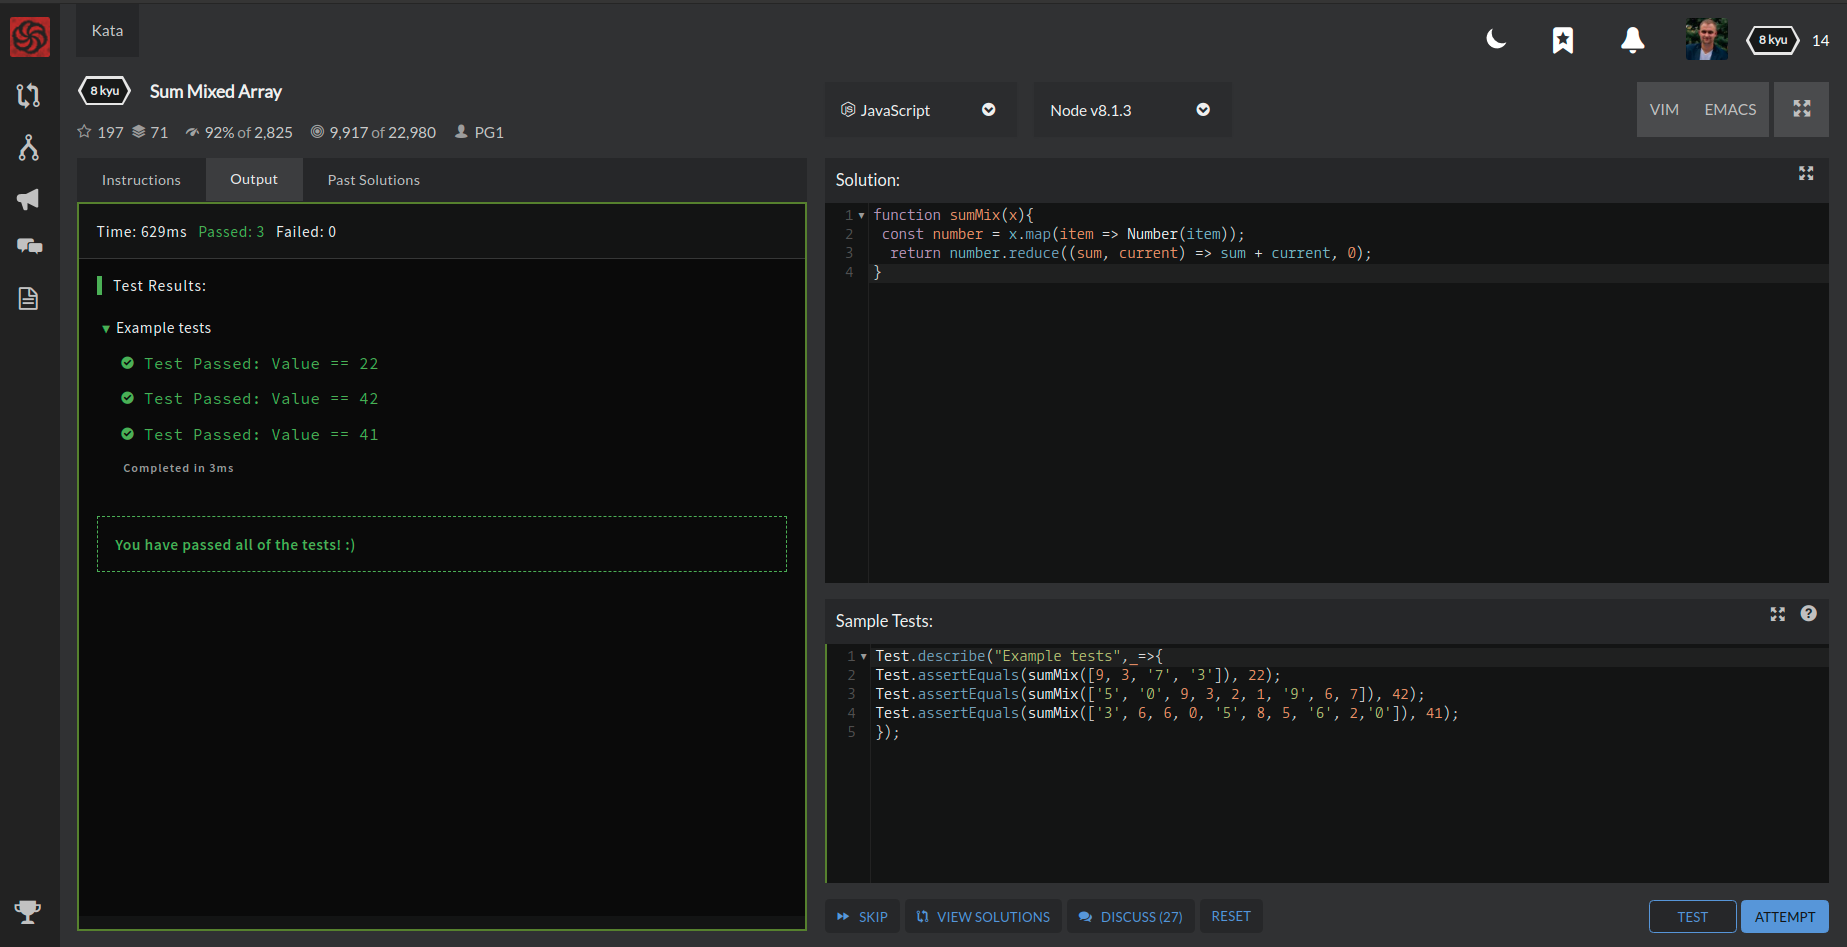 Kata
8 kyu 14
8 kyu Sum Mixed Array
197 71 92% of 2,825 9,917 of 22,980 PG1
JavaScript Node v8.1.3 VIM EMACS
Instructions Output Past Solutions
Time: 629ms Passed: 3 Failed: 0
Test Results:
▼ Example tests
Test Passed: Value == 22
Test Passed: Value == 42
Test Passed: Value == 41
Completed in 3ms
You have passed all of the tests! :)
Solution:
1 function sumMix(x){
2 const number = x.map(item => Number(item));
3 return number.reduce((sum, current) => sum + current, 0);
4 }
Sample Tests:
1 Test.describe("Example tests",_=>{
2 Test.assertEquals(sumMix([9, 3, '7', '3']), 22);
3 Test.assertEquals(sumMix(['5', '0', 9, 3, 2, 1, '9', 6, 7]), 42);
4 Test.assertEquals(sumMix(['3', 6, 6, 0, '5', 8, 5, '6', 2,'0']), 41);
5 });
SKIP VIEW SOLUTIONS DISCUSS (27) RESET TEST ATTEMPT